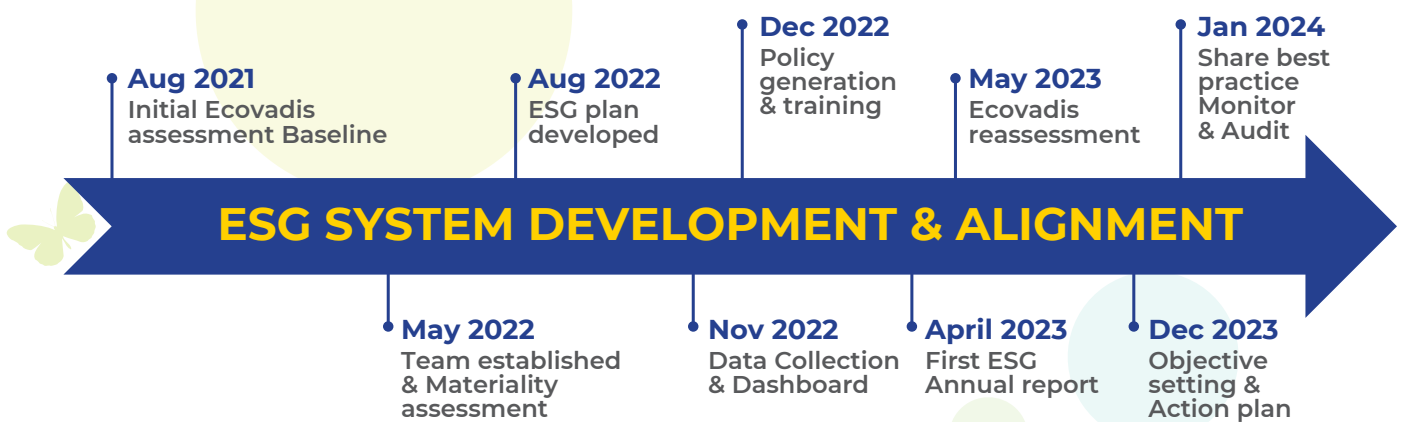 Dec 2022
Policy
generation
& training
Jan 2024
Share best
practice
Monitor
& Audit
Aug 2021
Initial Ecovadis
assessment Baseline
Aug 2022
ESG plan
developed
May 2023
Ecovadis
reassessment
ESG SYSTEM DEVELOPMENT & ALIGNMENT
May 2022
Team established
& Materiality
assessment
Nov 2022
Data Collection
& Dashboard
April 2023
First ESG
Annual report
Dec 2023
Objective
setting &
Action plan